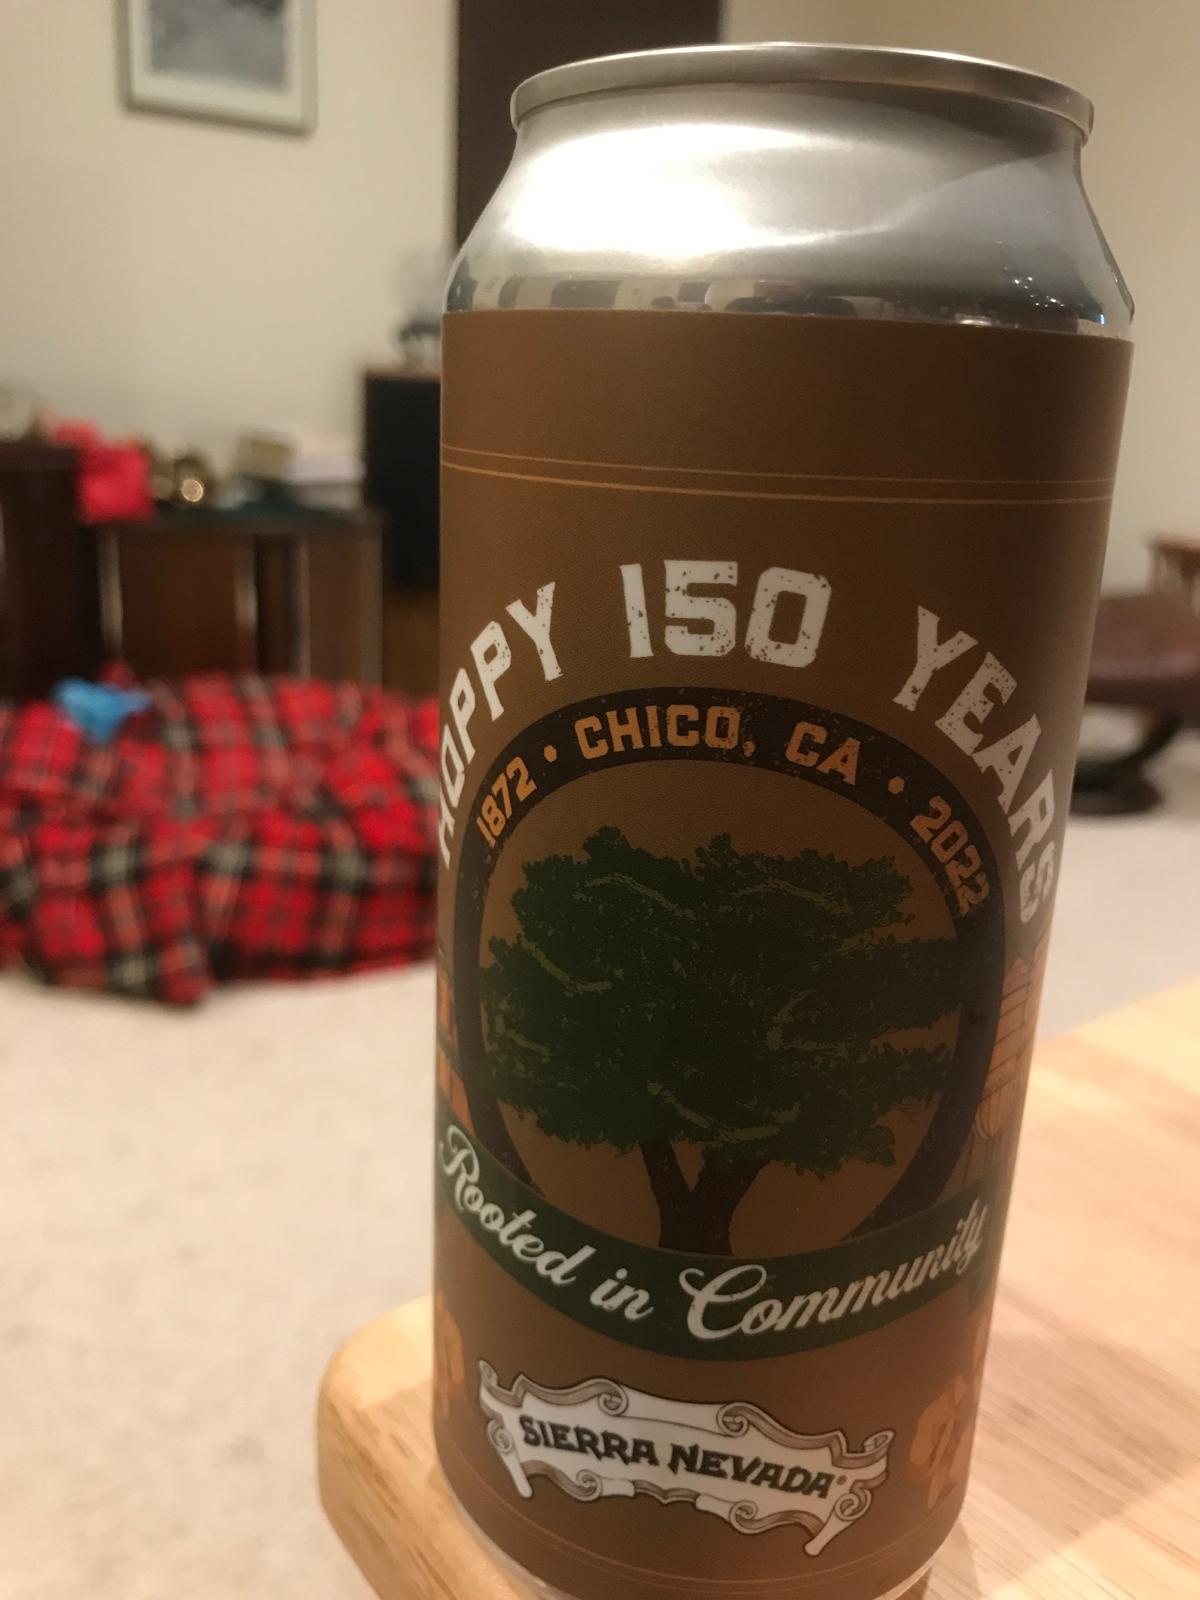 HOPPY 150 YEARS
1872 • CHICO, CA • 2022
Rooted in Community
SIERRA NEVADA®